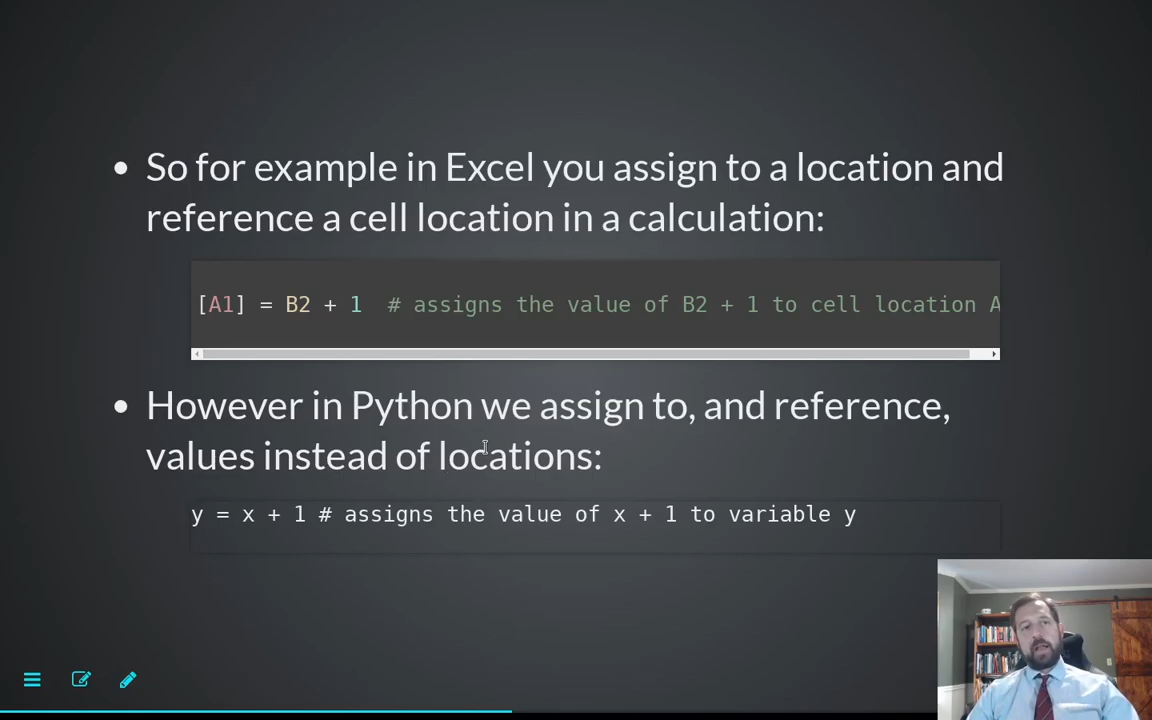 So for example in Excel you assign to a location and
reference a cell location in a calculation:
[A1] = B2 + 1 # assigns the value of B2 + 1 to cell location A
However in Python we assign to, and reference,
values instead of locations:
y = x + 1 # assigns the value of x + 1 to variable y